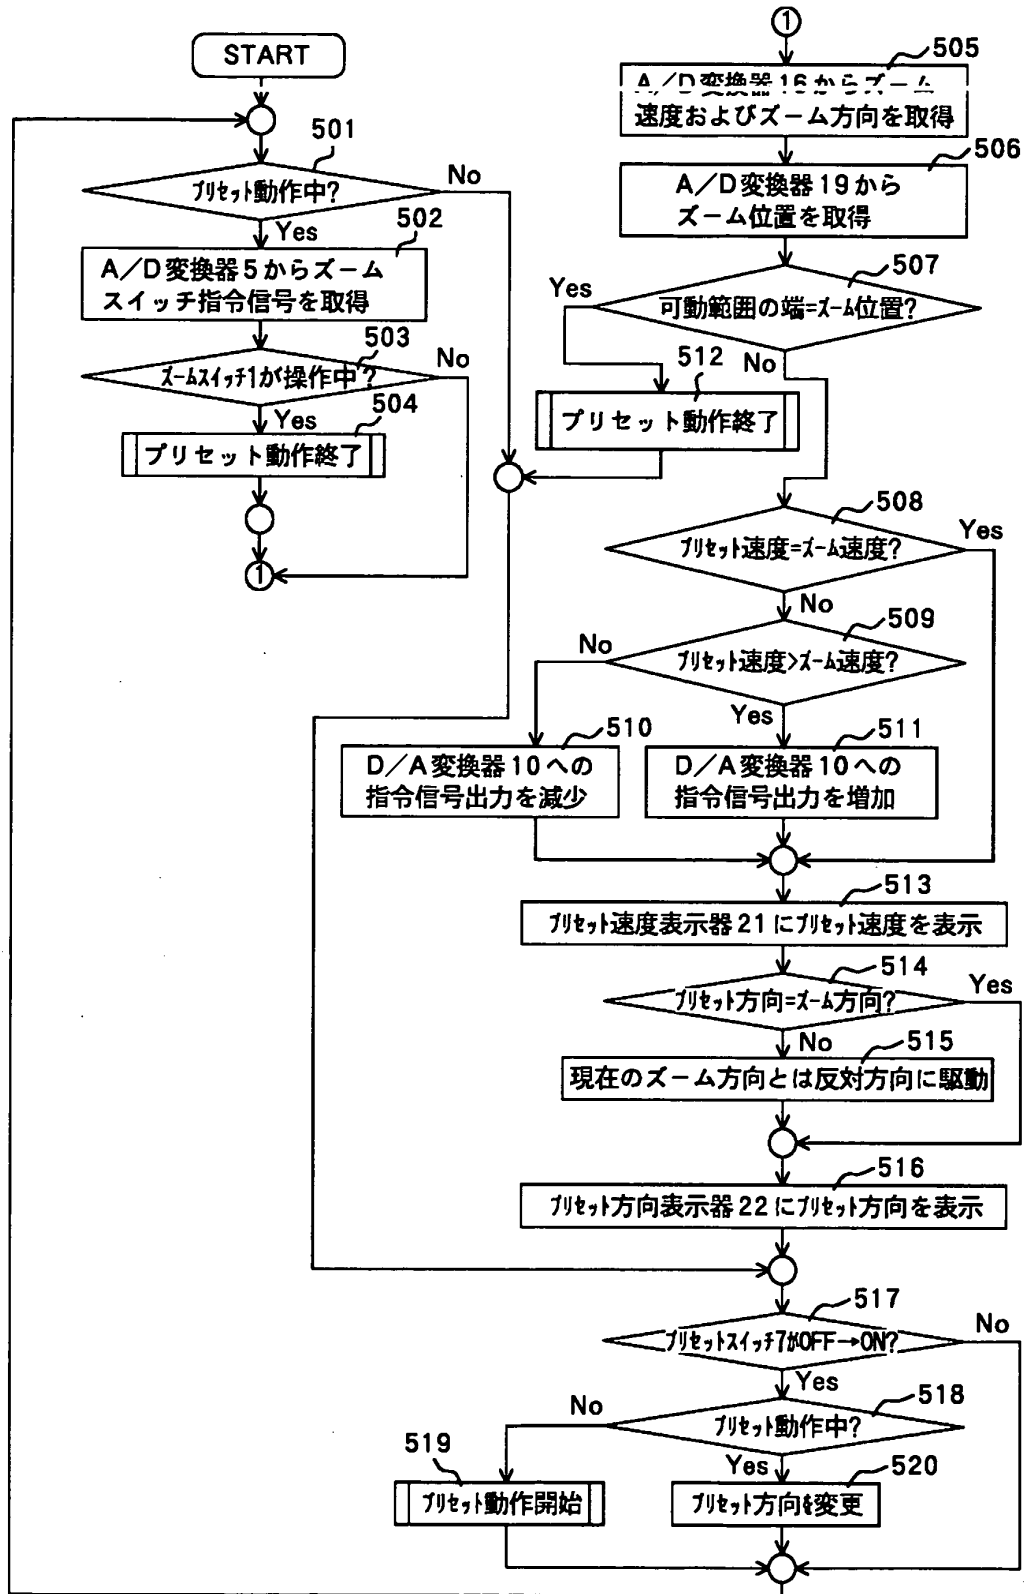 START
501
プリセット動作中?
No
Yes
502
A/D変換器5からズーム
スイッチ指令信号を取得
503
ズームスイッチ1が操作中?
No
Yes
504
プリセット動作終了
1
1
505
A/D変換器16からズーム
速度およびズーム方向を取得
506
A/D変換器19から
ズーム位置を取得
507
Yes
可動範囲の端=ズーム位置?
No
512
プリセット動作終了
508
Yes
プリセット速度=ズーム速度?
No
509
No
プリセット速度>ズーム速度?
Yes
510
D/A変換器10への
指令信号出力を減少
511
D/A変換器10への
指令信号出力を増加
513
プリセット速度表示器21にプリセット速度を表示
514
Yes
プリセット方向=ズーム方向?
No
515
現在のズーム方向とは反対方向に駆動
516
プリセット方向表示器22にプリセット方向を表示
517
No
プリセットスイッチ7がOFF→ON?
Yes
518
No
プリセット動作中?
Yes
519
プリセット動作開始
520
プリセット方向を変更